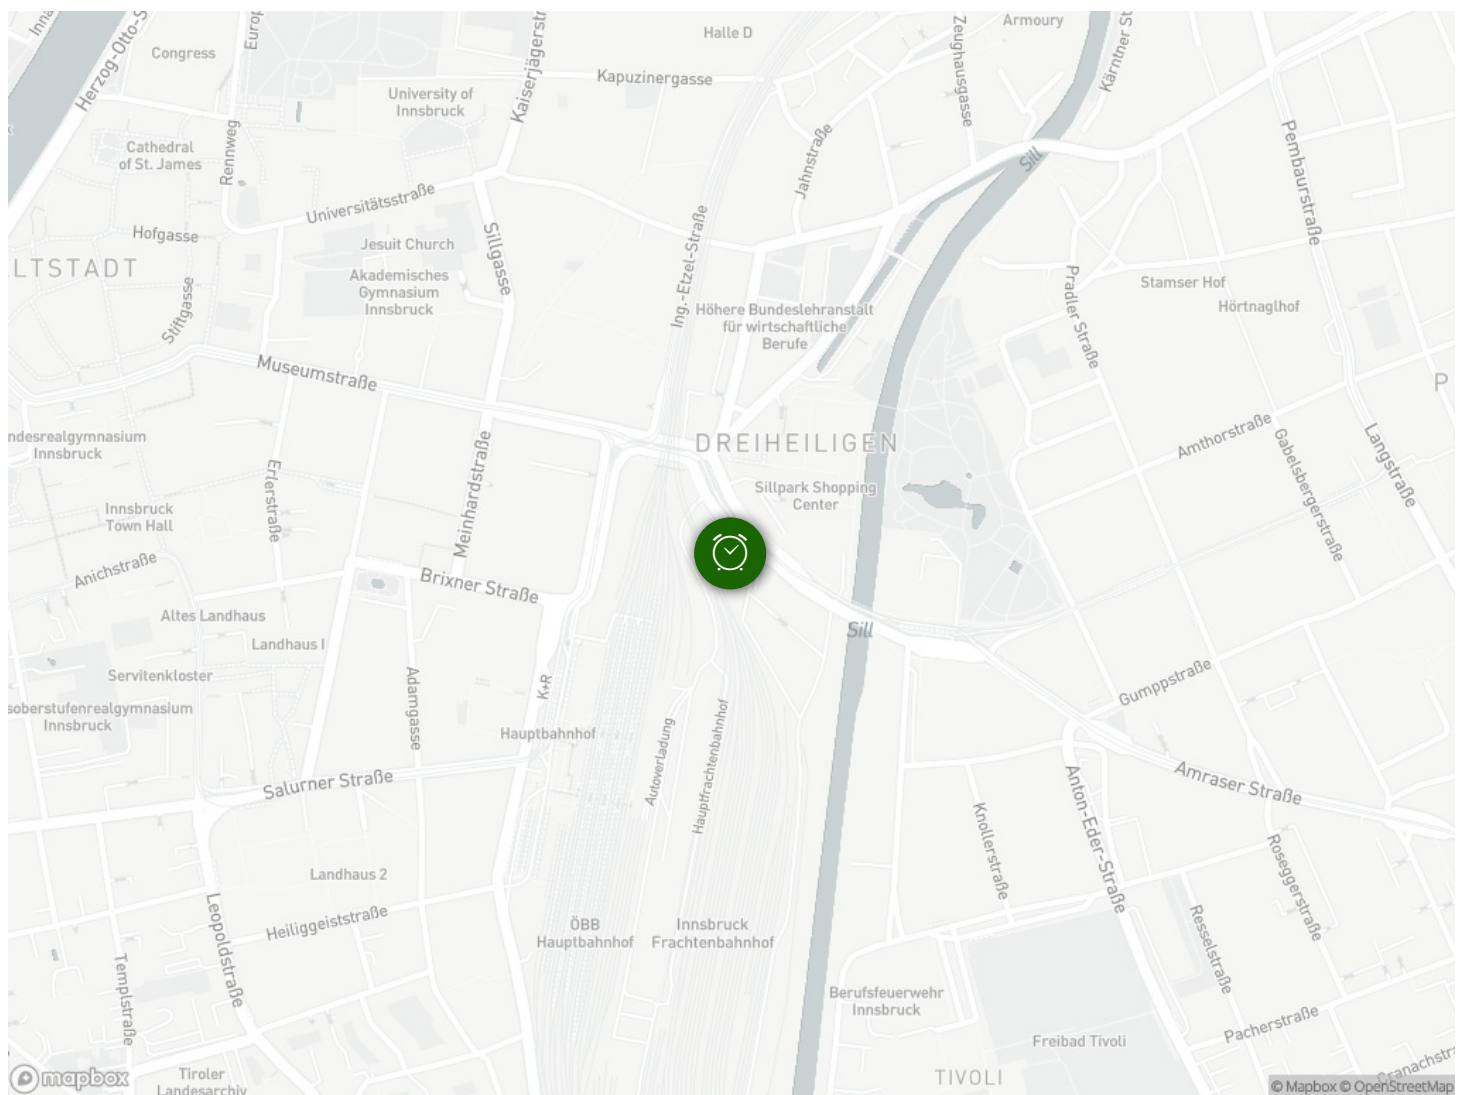 Congress
Herzog-Otto-S
Halle D
Armoury
Kapuzinergasse
Kaiserjägerstr
Zeughausgasse
Kärntner St
University of
Innsbruck
Cathedral
of St. James
Rennweg
Jahnstraße
Sill
Pembaurstraße
Universitätsstraße
Hofgasse
Jesuit Church
Sillgasse
LTSTADT
Akademisches
Gymnasium
Innsbruck
Stiftgasse
Ing.-Etzel-Straße
Höhere Bundeslehranstalt
für wirtschaftliche
Berufe
Pradler Straße
Stamser Hof
Hörtnaglhof
Museumstraße
P
ndesrealgymnasium
Innsbruck
DREIHEILIGEN
Amthorstraße
Langstraße
Gabelsbergerstraße
Erlerstraße
Meinhardstraße
Sillpark Shopping
Center
Innsbruck
Town Hall
Anichstraße
Brixner Straße
Altes Landhaus
Landhaus I
Sill
Servitenkloster
Adamgasse
K+R
Gumppstraße
soberstufenrealgymnasium
Innsbruck
Hauptbahnhof
Autoverladung
Hauptfrachtenbahnhof
Salurner Straße
Amraser Straße
Anton-Eder-Straße
Knollerstraße
Roseggerstraße
Landhaus 2
Leopoldstraße
Heiliggeiststraße
ÖBB
Hauptbahnhof
Innsbruck
Frachtenbahnhof
Resselstraße
Templstraße
Berufsfeuerwehr
Innsbruck
Pacherstraße
Freibad Tivoli
Cranachstr
TIVOLI
Tiroler
Landesarchiv
mapbox
© Mapbox © OpenStreetMap